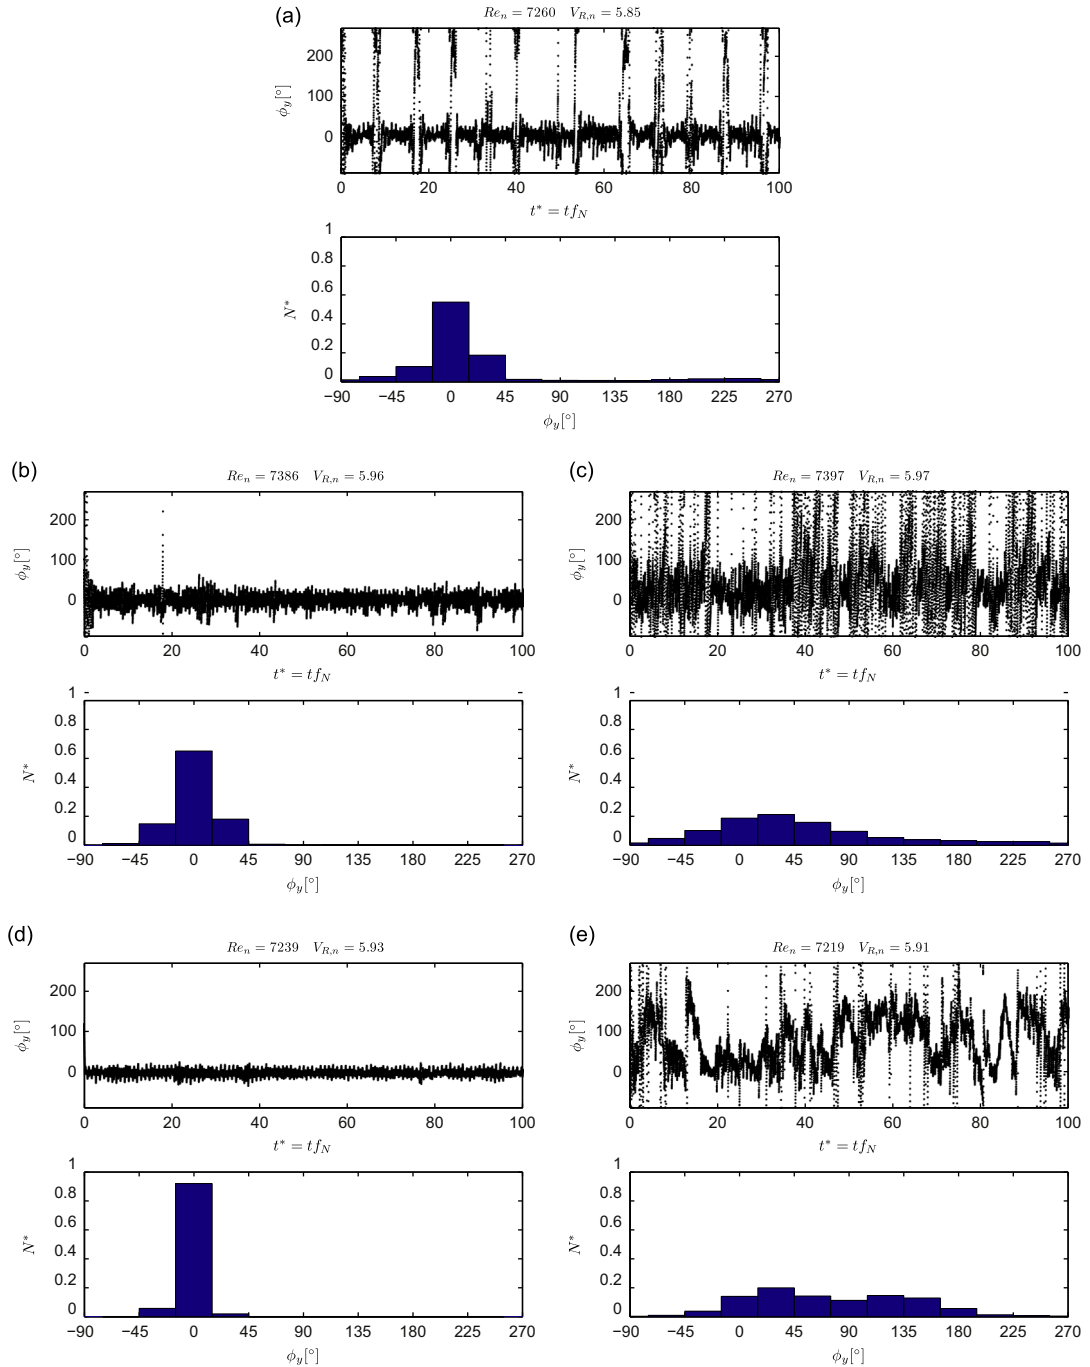 (a)
Re_n = 7260 V_{R,n} = 5.85
ϕ_y[°]
200
100
0
0 20 40 60 80 100
t* = tf_N
N*
1
0.8
0.6
0.4
0.2
0
−90 −45 0 45 90 135 180 225 270
ϕ_y[°]
(b)
Re_n = 7386 V_{R,n} = 5.96
ϕ_y[°]
200
100
0
0 20 40 60 80 100
t* = tf_N
N*
1
0.8
0.6
0.4
0.2
0
−90 −45 0 45 90 135 180 225 270
ϕ_y[°]
(c)
Re_n = 7397 V_{R,n} = 5.97
ϕ_y[°]
200
100
0
0 20 40 60 80 100
t* = tf_N
N*
1
0.8
0.6
0.4
0.2
0
−90 −45 0 45 90 135 180 225 270
ϕ_y[°]
(d)
Re_n = 7239 V_{R,n} = 5.93
ϕ_y[°]
200
100
0
0 20 40 60 80 100
t* = tf_N
N*
1
0.8
0.6
0.4
0.2
0
−90 −45 0 45 90 135 180 225 270
ϕ_y[°]
(e)
Re_n = 7219 V_{R,n} = 5.91
ϕ_y[°]
200
100
0
0 20 40 60 80 100
t* = tf_N
N*
1
0.8
0.6
0.4
0.2
0
−90 −45 0 45 90 135 180 225 270
ϕ_y[°]